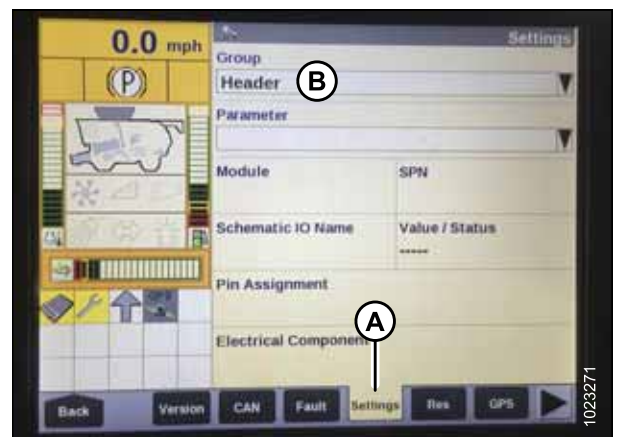 0.0 mph
Settings
Group
(P)
Header
B
Parameter
Module
SPN
Schematic IO Name
Value / Status
-----
Pin Assignment
A
Electrical Component
Back
Version
CAN
Fault
Settings
Res
GPS
1023271